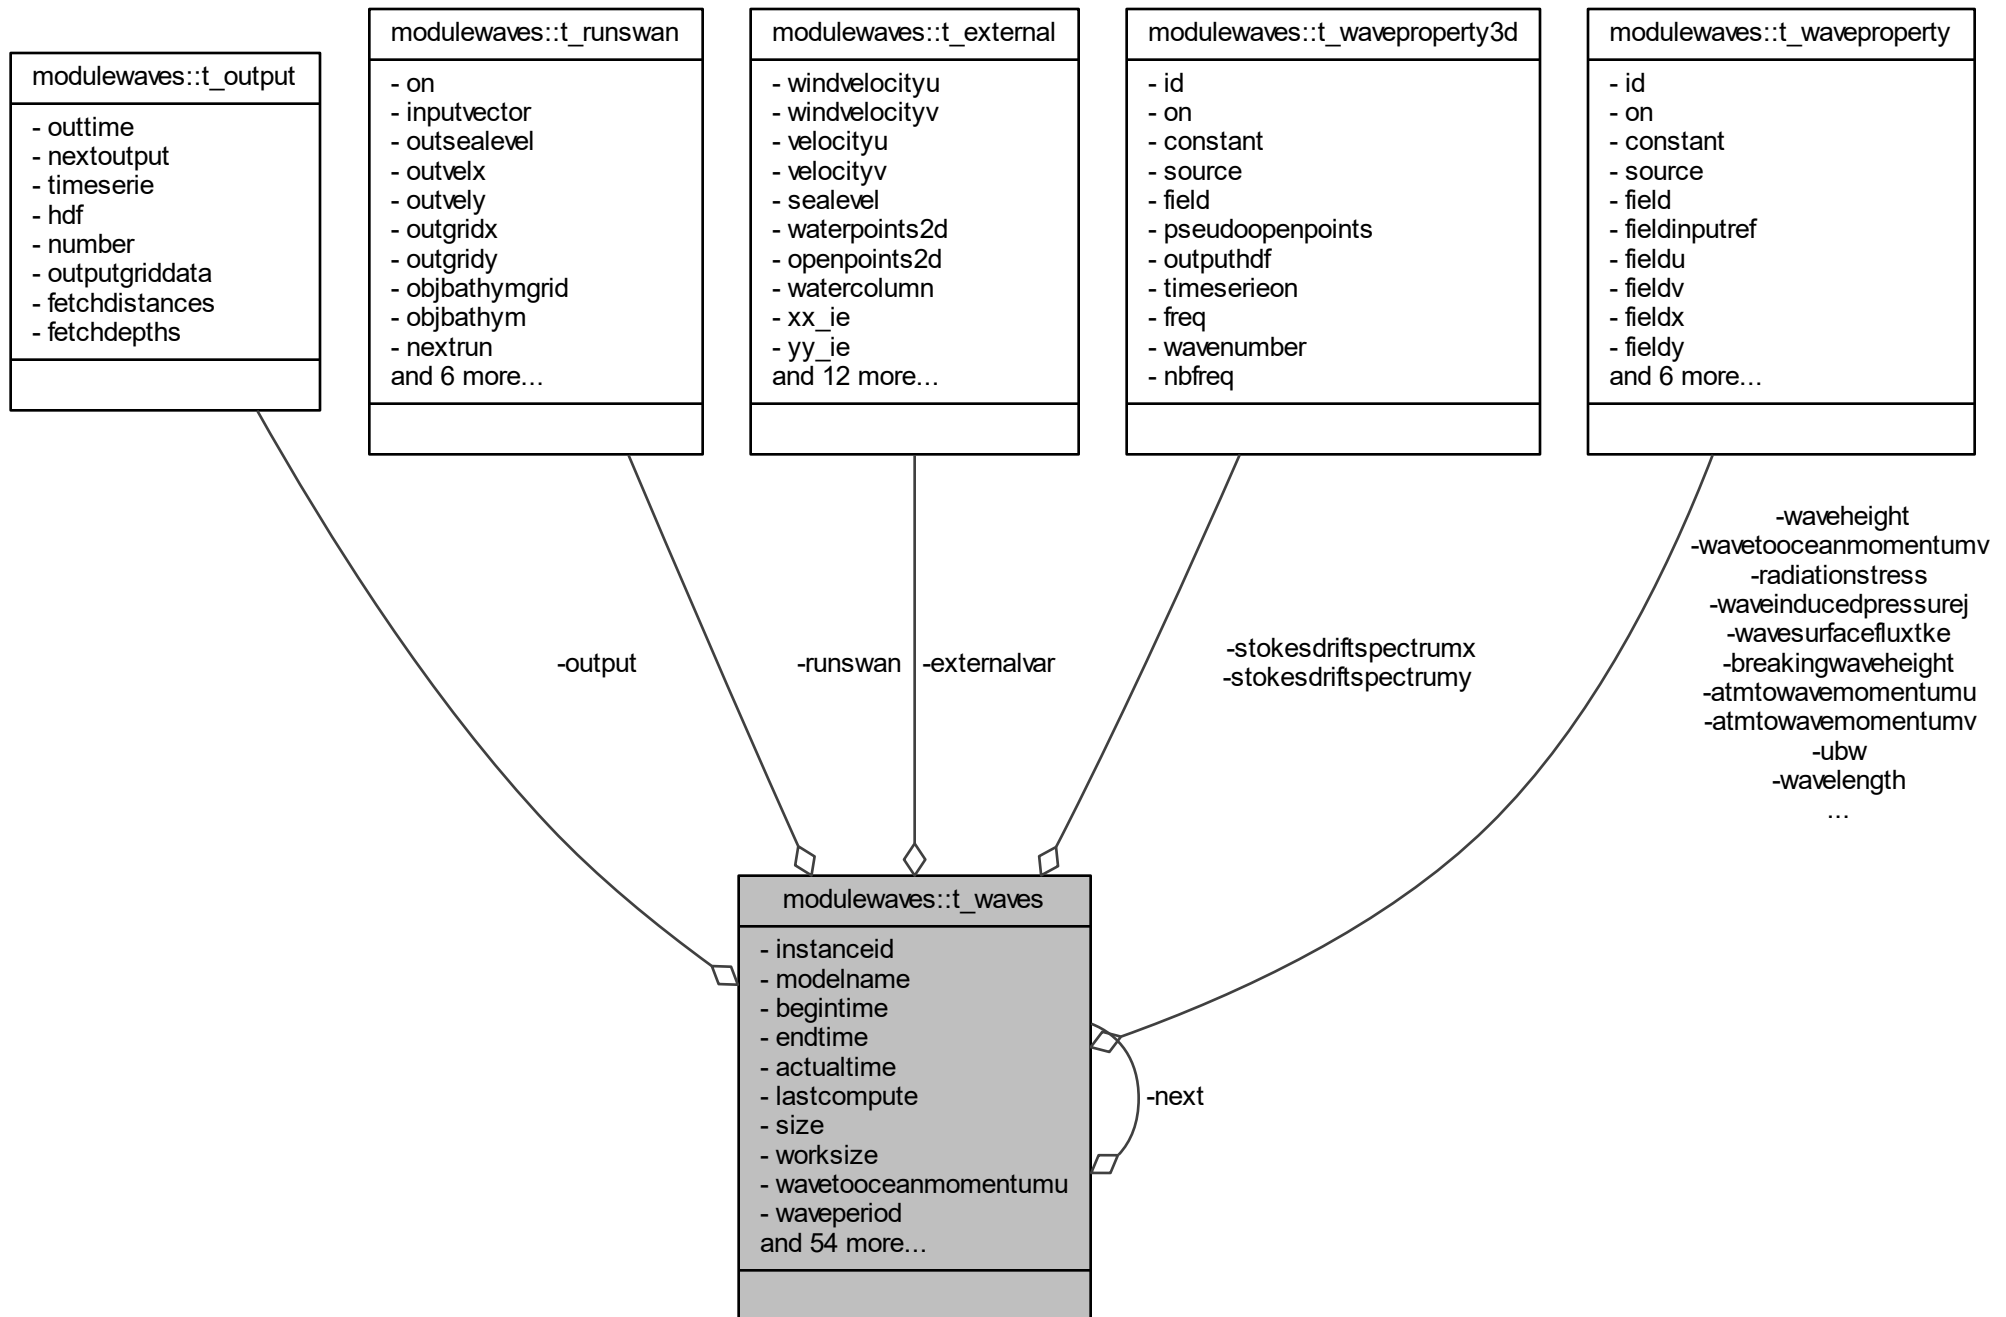 modulewaves::t_output
- outtime
- nextoutput
- timeserie
- hdf
- number
- outputgriddata
- fetchdistances
- fetchdepths
modulewaves::t_runswan
- on
- inputvector
- outsealevel
- outvelx
- outvely
- outgridx
- outgridy
- objbathymgrid
- objbathym
- nextrun
and 6 more...
modulewaves::t_external
- windvelocityu
- windvelocityv
- velocityu
- velocityv
- sealevel
- waterpoints2d
- openpoints2d
- watercolumn
- xx_ie
- yy_ie
and 12 more...
modulewaves::t_waveproperty3d
- id
- on
- constant
- source
- field
- pseudoopenpoints
- outputhdf
- timeserieon
- freq
- wavenumber
- nbfreq
modulewaves::t_waveproperty
- id
- on
- constant
- source
- field
- fieldinputref
- fieldu
- fieldv
- fieldx
- fieldy
and 6 more...
-output
-runswan
-externalvar
-stokesdriftspectrumx
-stokesdriftspectrumy
-waveheight
-wavetooceanmomentumv
-radiationstress
-waveinducedpressurej
-wavesurfacefluxtke
-breakingwaveheight
-atmtowavemomentumu
-atmtowavemomentumv
-ubw
-wavelength
...
modulewaves::t_waves
- instanceid
- modelname
- begintime
- endtime
- actualtime
- lastcompute
- size
- worksize
- wavetooceanmomentumu
- waveperiod
and 54 more...
-next